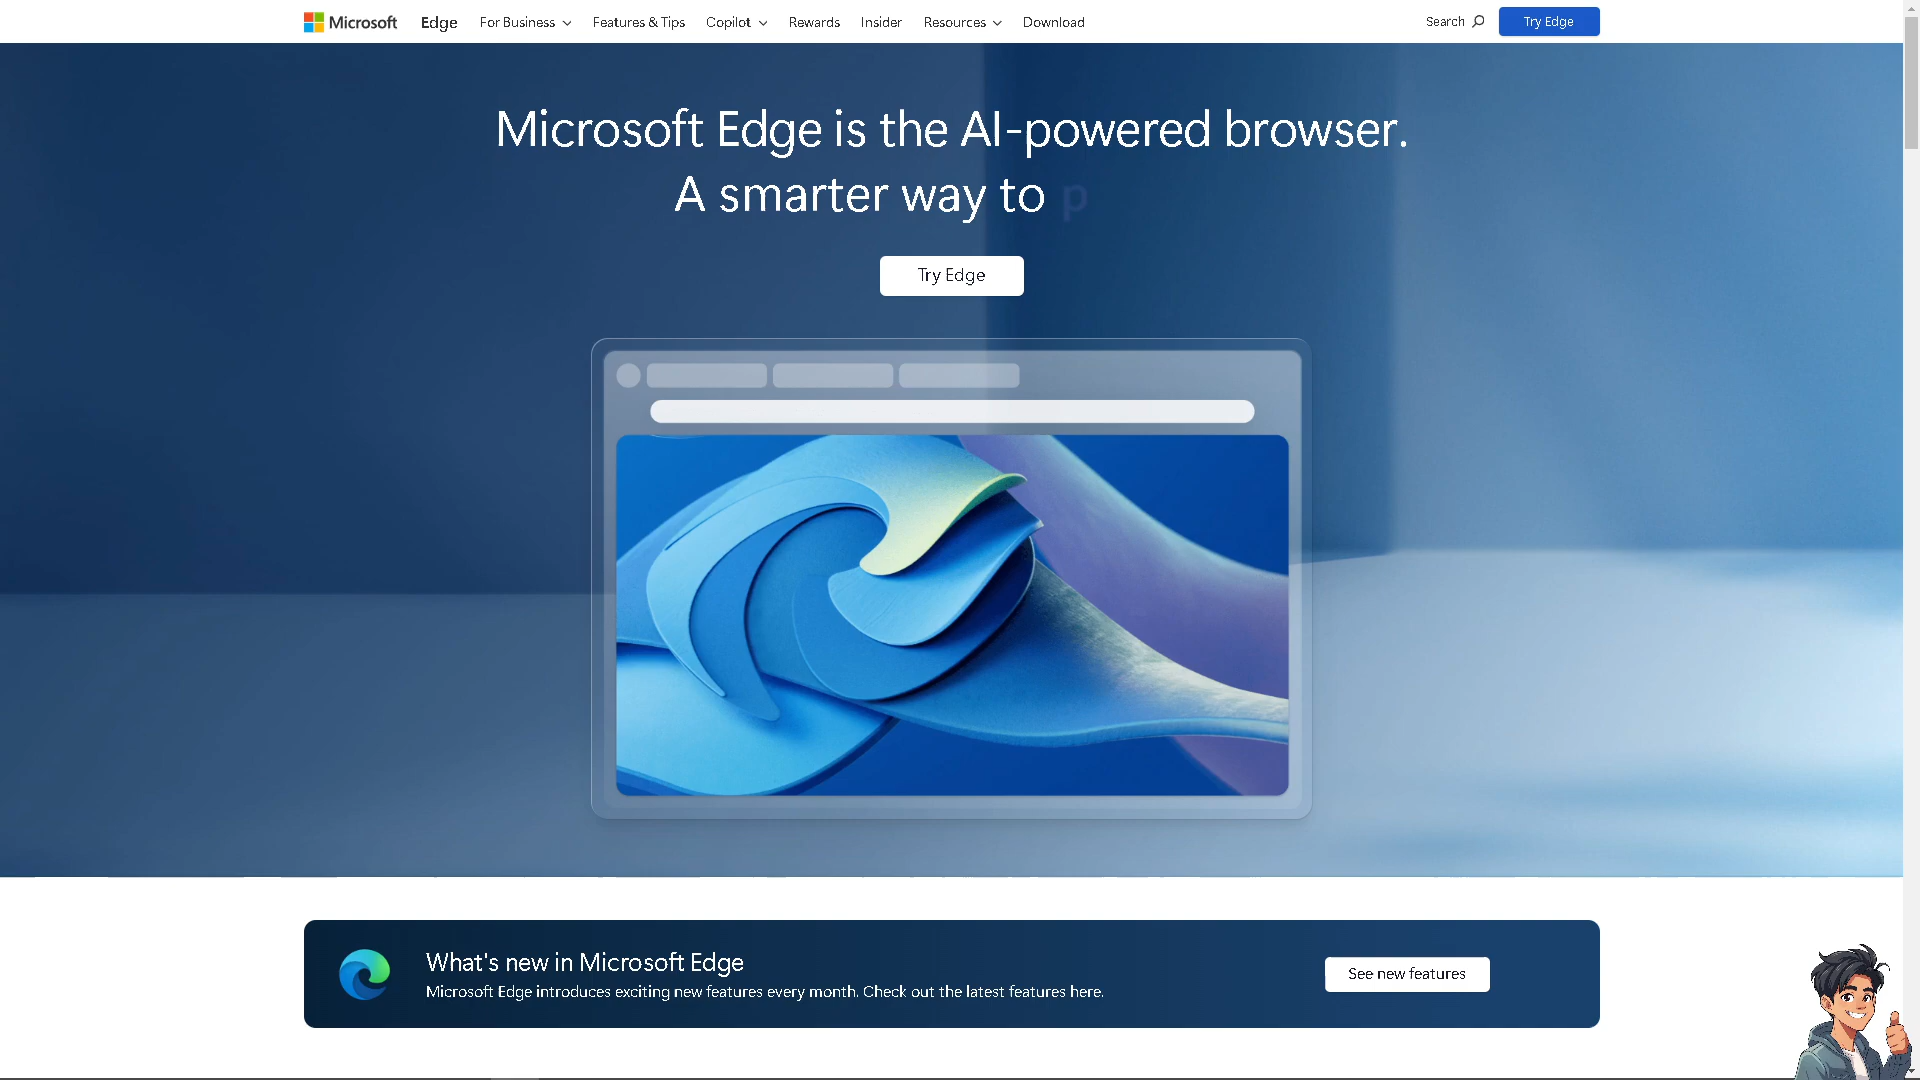 Microsoft Edge For Business Features & Tips Copilot Rewards Insider Resources Download Search Try Edge
Microsoft Edge is the AI-powered browser.
A smarter way to p
Try Edge
What's new in Microsoft Edge
Microsoft Edge introduces exciting new features every month. Check out the latest features here.
See new features